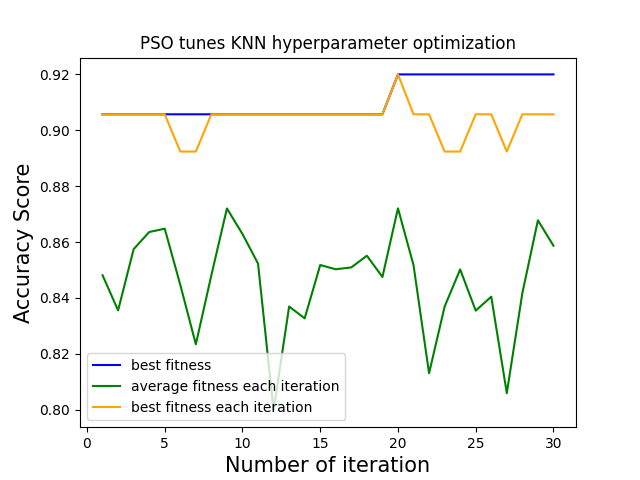 PSO tunes KNN hyperparameter optimization
Accuracy Score
0.92
0.90
0.88
0.86
0.84
0.82
0.80
best fitness
average fitness each iteration
best fitness each iteration
0 5 10 15 20 25 30
Number of iteration